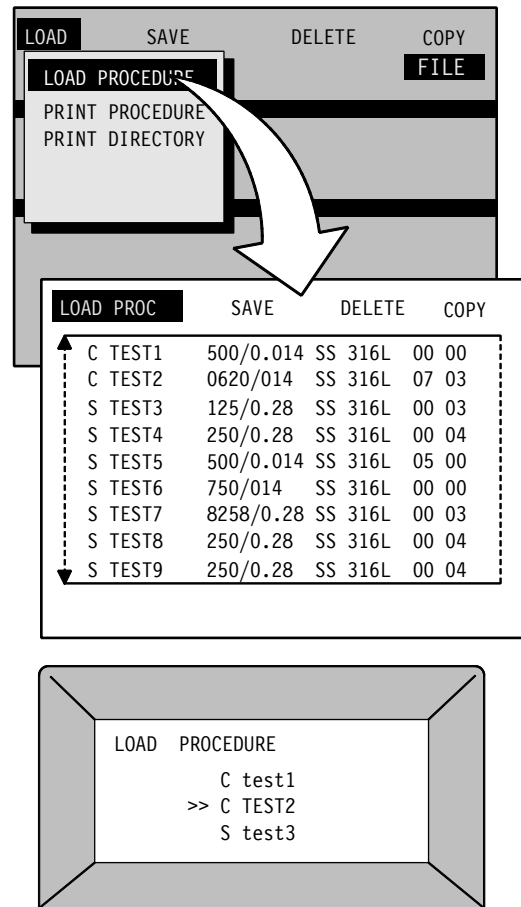 LOAD SAVE DELETE COPY
FILE
LOAD PROCEDURE
PRINT PROCEDURE
PRINT DIRECTORY
LOAD PROC SAVE DELETE COPY
C TEST1 500/0.014 SS 316L 00 00
C TEST2 0620/014 SS 316L 07 03
S TEST3 125/0.28 SS 316L 00 03
S TEST4 250/0.28 SS 316L 00 04
S TEST5 500/0.014 SS 316L 05 00
S TEST6 750/014 SS 316L 00 00
S TEST7 8258/0.28 SS 316L 00 03
S TEST8 250/0.28 SS 316L 00 04
S TEST9 250/0.28 SS 316L 00 04
LOAD PROCEDURE
C test1
>> C TEST2
S test3